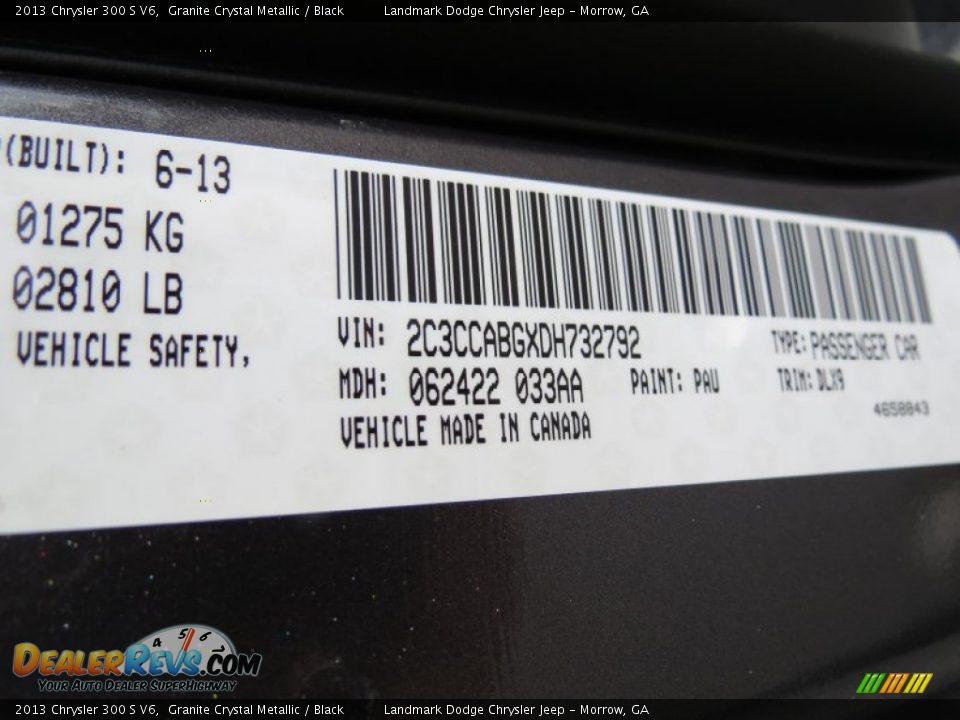 2013 Chrysler 300 S V6,  Granite Crystal Metallic / Black    Landmark Dodge Chrysler Jeep - Morrow, GA
(BUILT): 6-13
01275 KG
02810 LB
VEHICLE SAFETY,
VIN: 2C3CCABGXDH732792 TYPE: PASSENGER CAR
MDH: 062422 033AA PAINT: PAU TRIM: DLX9
4658843
VEHICLE MADE IN CANADA
4 5 6
DEALERREVS.COM
YOUR AUTO DEALER SUPERHIGHWAY
2013 Chrysler 300 S V6,  Granite Crystal Metallic / Black    Landmark Dodge Chrysler Jeep - Morrow, GA